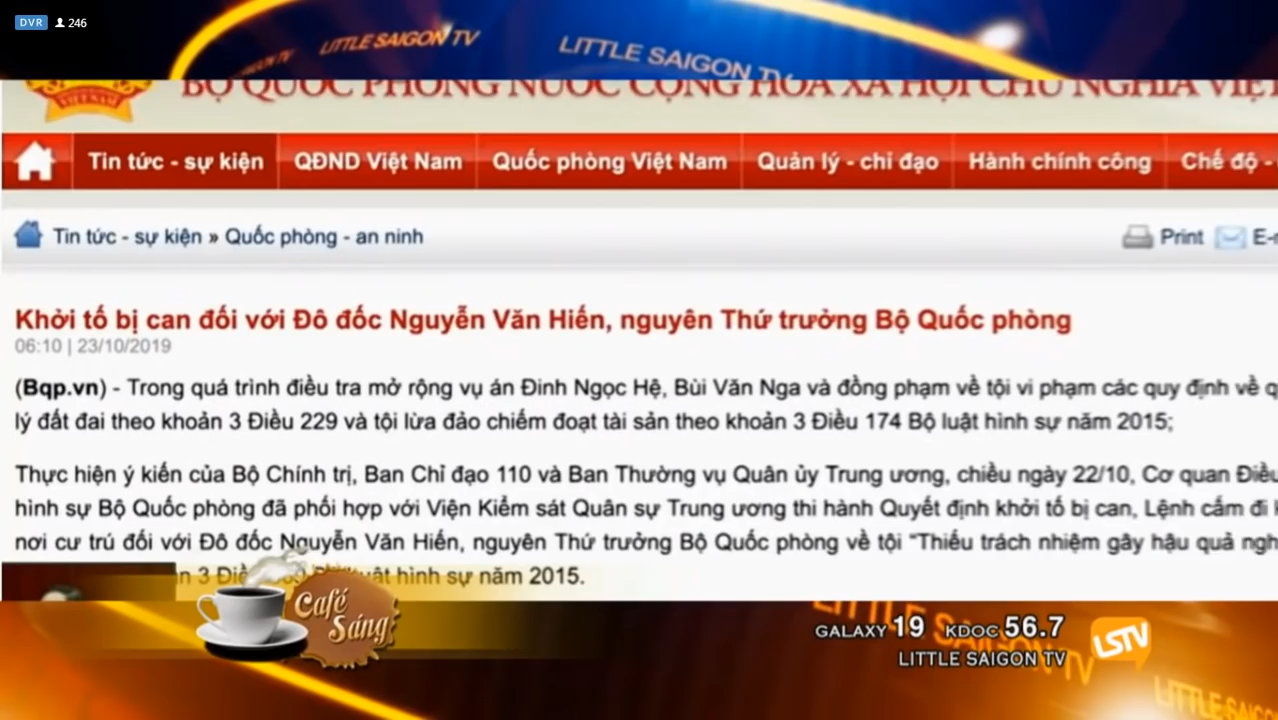 DVR 246
LITTLE SAIGON TV
LITTLE SAIGON TV
BỘ QUỐC PHÒNG NƯỚC CỘNG HÒA XÃ HỘI CHỦ NGHĨA VIỆT
VIETNAM
Tin tức - sự kiện QĐND Việt Nam Quốc phòng Việt Nam Quản lý - chỉ đạo Hành chính công Chế độ -
Tin tức - sự kiện » Quốc phòng - an ninh Print
Khởi tố bị can đối với Đô đốc Nguyễn Văn Hiến, nguyên Thứ trưởng Bộ Quốc phòng
06:10 | 23/10/2019
(Bqp.vn) - Trong quá trình điều tra mở rộng vụ án Đinh Ngọc Hệ, Bùi Văn Nga và đồng phạm về tội vi phạm các quy định về
lý đất đai theo khoản 3 Điều 229 và tội lừa đảo chiếm đoạt tài sản theo khoản 3 Điều 174 Bộ luật hình sự năm 2015;
Thực hiện ý kiến của Bộ Chính trị, Ban Chỉ đạo 110 và Ban Thường vụ Quân ủy Trung ương, chiều ngày 22/10, Cơ quan Điều
hình sự Bộ Quốc phòng đã phối hợp với Viện Kiểm sát Quân sự Trung ương thi hành Quyết định khởi tố bị can, Lệnh cấm đi
nơi cư trú đối với Đô đốc Nguyễn Văn Hiến, nguyên Thứ trưởng Bộ Quốc phòng về tội “Thiếu trách nhiệm gây hậu quả
3 luật hình sự năm 2015.
Café
Sáng
GALAXY 19 KDOC 56.7
LITTLE SAIGON TV
LSTV
LITTLE SAIGON TV